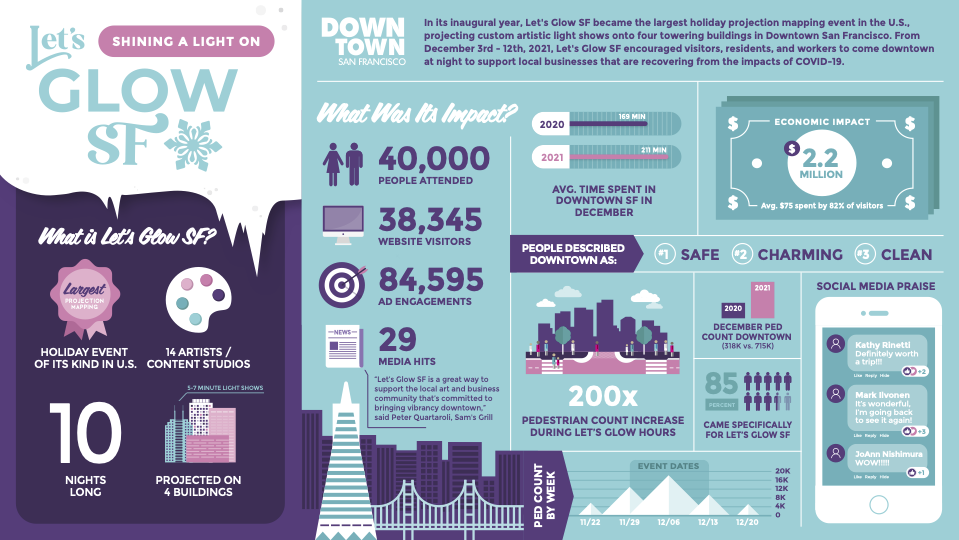 Let's
SHINING A LIGHT ON
GLOW
SF
What is Let's Glow SF?
Largest
PROJECTION
MAPPING
HOLIDAY EVENT
OF ITS KIND IN U.S.
14 ARTISTS /
CONTENT STUDIOS
10
NIGHTS
LONG
5-7 MINUTE LIGHT SHOWS
PROJECTED ON
4 BUILDINGS
DOWN
TOWN
SAN FRANCISCO
In its inaugural year, Let's Glow SF became the largest holiday projection mapping event in the U.S.,
projecting custom artistic light shows onto four towering buildings in Downtown San Francisco. From
December 3rd - 12th, 2021, Let's Glow SF encouraged visitors, residents, and workers to come downtown
at night to support local businesses that are recovering from the impacts of COVID-19.
What Was Its Impact?
40,000
PEOPLE ATTENDED
38,345
WEBSITE VISITORS
84,595
AD ENGAGEMENTS
NEWS
29
MEDIA HITS
"Let's Glow SF is a great way to
support the local art and business
community that's committed to
bringing vibrancy downtown,"
said Peter Quartaroli, Sam's Grill
2020
169 MIN
2021
211 MIN
AVG. TIME SPENT IN
DOWNTOWN SF IN
DECEMBER
$ ECONOMIC IMPACT $
$ 2.2
MILLION
$ Avg. $75 spent by 82% of visitors $
PEOPLE DESCRIBED
DOWNTOWN AS:
#1 SAFE #2 CHARMING #3 CLEAN
200x
PEDESTRIAN COUNT INCREASE
DURING LET'S GLOW HOURS
2020
2021
DECEMBER PED
COUNT DOWNTOWN
(318K vs. 715K)
85
PERCENT
CAME SPECIFICALLY
FOR LET'S GLOW SF
SOCIAL MEDIA PRAISE
Kathy Rinetti
Definitely worth
a trip!!!
+2
Like Reply Hide
Mark Ilvonen
It's wonderful,
I'm going back
to see it again!
+3
Like Reply Hide
JoAnn Nishimura
WOW!!!!!
+1
Like Reply Hide
PED COUNT
BY WEEK
EVENT DATES
20K
16K
12K
8K
4K
0
11/22 11/29 12/06 12/13 12/20